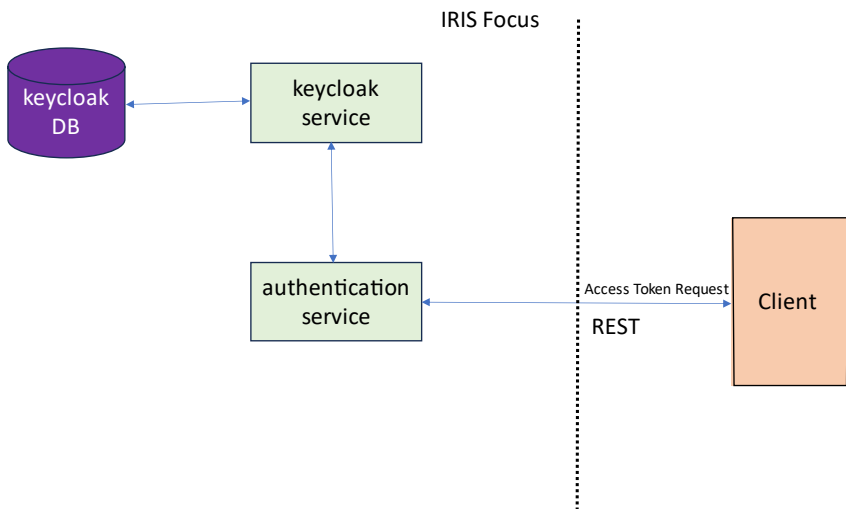 IRIS Focus
keycloak
DB
keycloak
service
authentication
service
Access Token Request
REST
Client